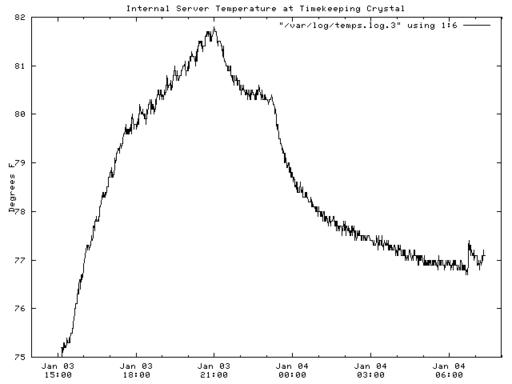 Internal Server Temperature at Timekeeping Crystal
"/var/log/temps.log.3" using 1:6
82
81
80
79
78
77
76
75
Degrees F
Jan 03 Jan 03 Jan 03 Jan 04 Jan 04 Jan 04
15:00 18:00 21:00 00:00 03:00 06:00